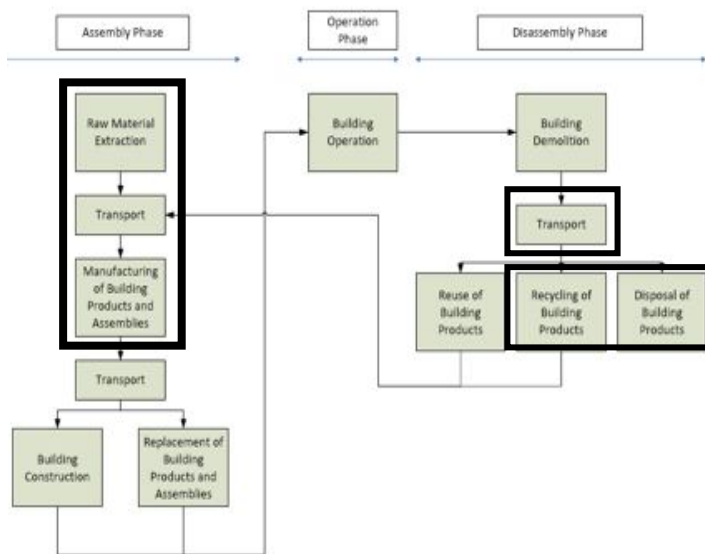 Assembly Phase
Operation
Phase
Disassembly Phase
Raw Material
Extraction
Building
Operation
Building
Demolition
Transport
Transport
Manufacturing
of Building
Products and
Assemblies
Reuse of
Building
Products
Recycling of
Building
Products
Disposal of
Building
Products
Transport
Building
Construction
Replacement of
Building
Products and
Assemblies